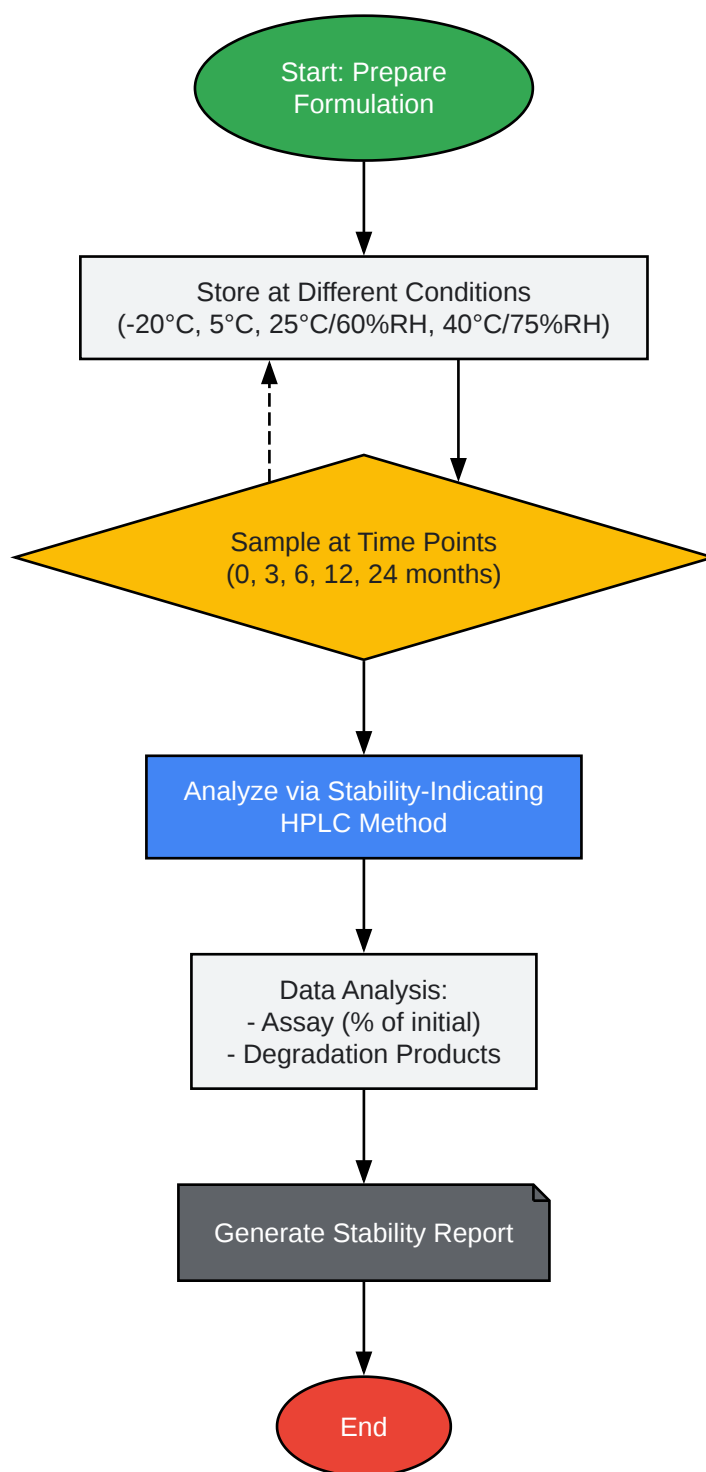 Start: Prepare
Formulation
Store at Different Conditions
(-20°C, 5°C, 25°C/60%RH, 40°C/75%RH)
Sample at Time Points
(0, 3, 6, 12, 24 months)
Analyze via Stability-Indicating
HPLC Method
Data Analysis:
- Assay (% of initial)
- Degradation Products
Generate Stability Report
End